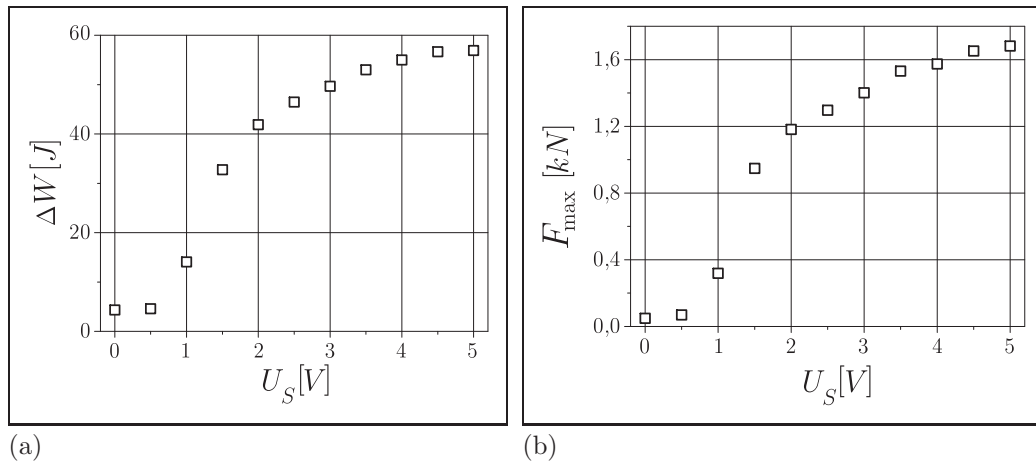 60
40
20
0
ΔW [J]
0 1 2 3 4 5
U_S [V]
(a)
1,6
1,2
0,8
0,4
0,0
F_max [kN]
0 1 2 3 4 5
U_S [V]
(b)